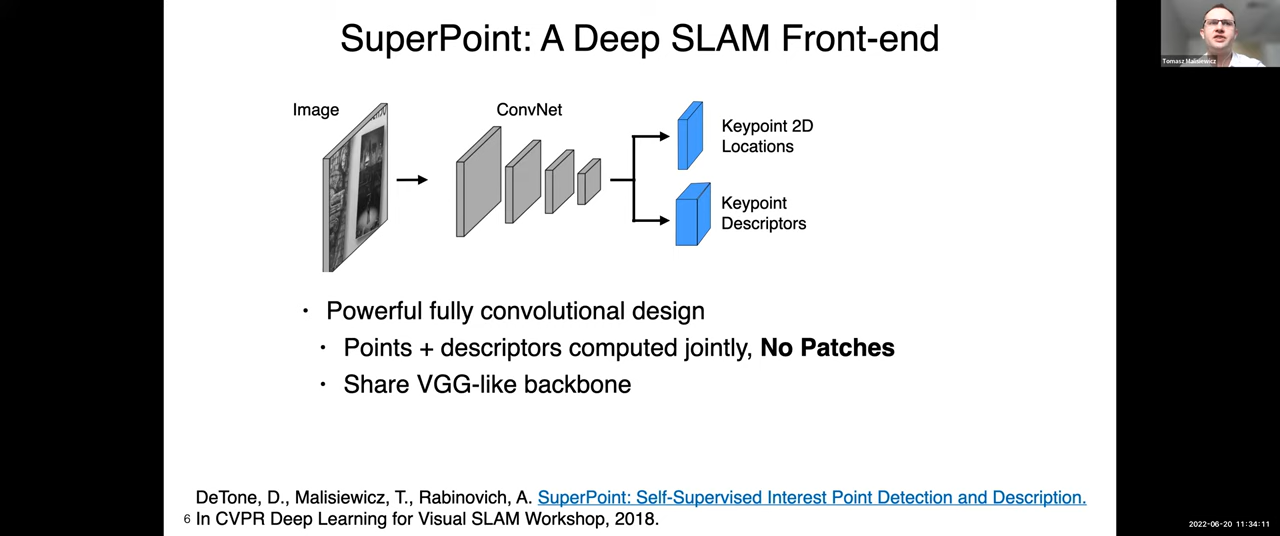 SuperPoint: A Deep SLAM Front-end
Tomasz Malisiewicz
Image
ConvNet
Keypoint 2D
Locations
Keypoint
Descriptors
· Powerful fully convolutional design
· Points + descriptors computed jointly, No Patches
· Share VGG-like backbone
DeTone, D., Malisiewicz, T., Rabinovich, A. SuperPoint: Self-Supervised Interest Point Detection and Description.
6 In CVPR Deep Learning for Visual SLAM Workshop, 2018.
2022-06-20 11:34:11